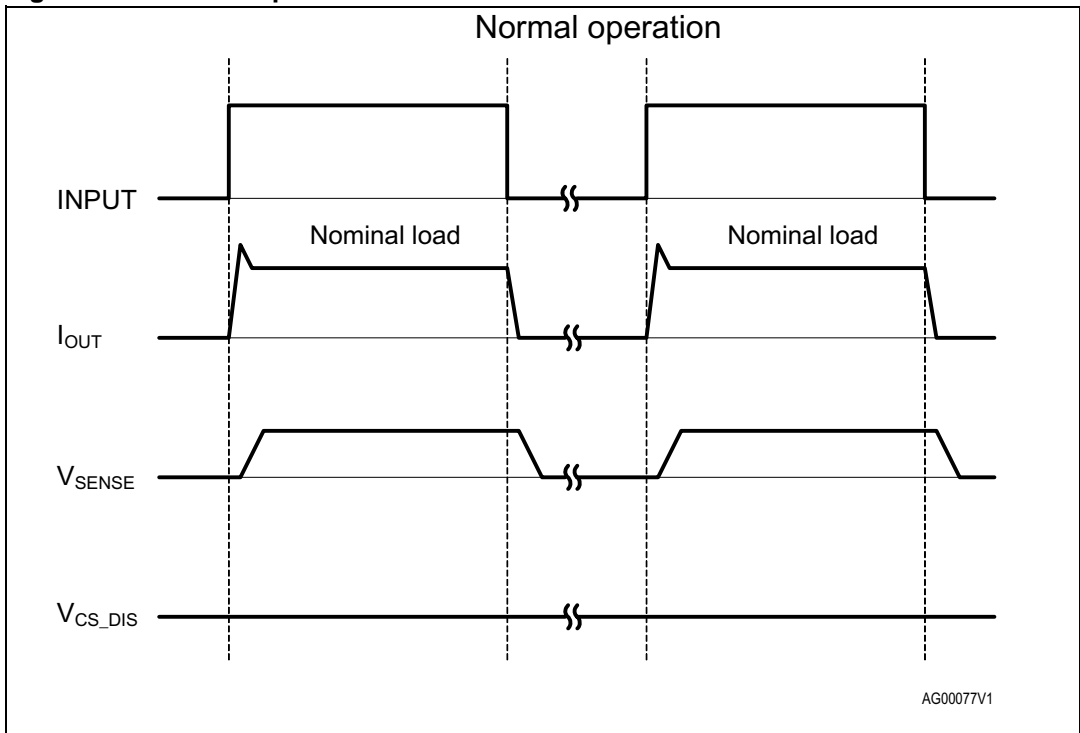 Normal operation
INPUT
Nominal load
Nominal load
IOUT
VSENSE
VCS_DIS
AG00077V1